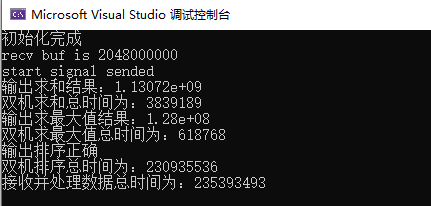 Microsoft Visual Studio 调试控制台
初始化完成
recv buf is 2048000000
start signal sended
输出求和结果：1.13072e+09
双机求和总时间为：3839189
输出求最大值结果：1.28e+08
双机求最大值总时间为：618768
输出排序正确
双机排序总时间为：230935536
接收并处理数据总时间为：235393493